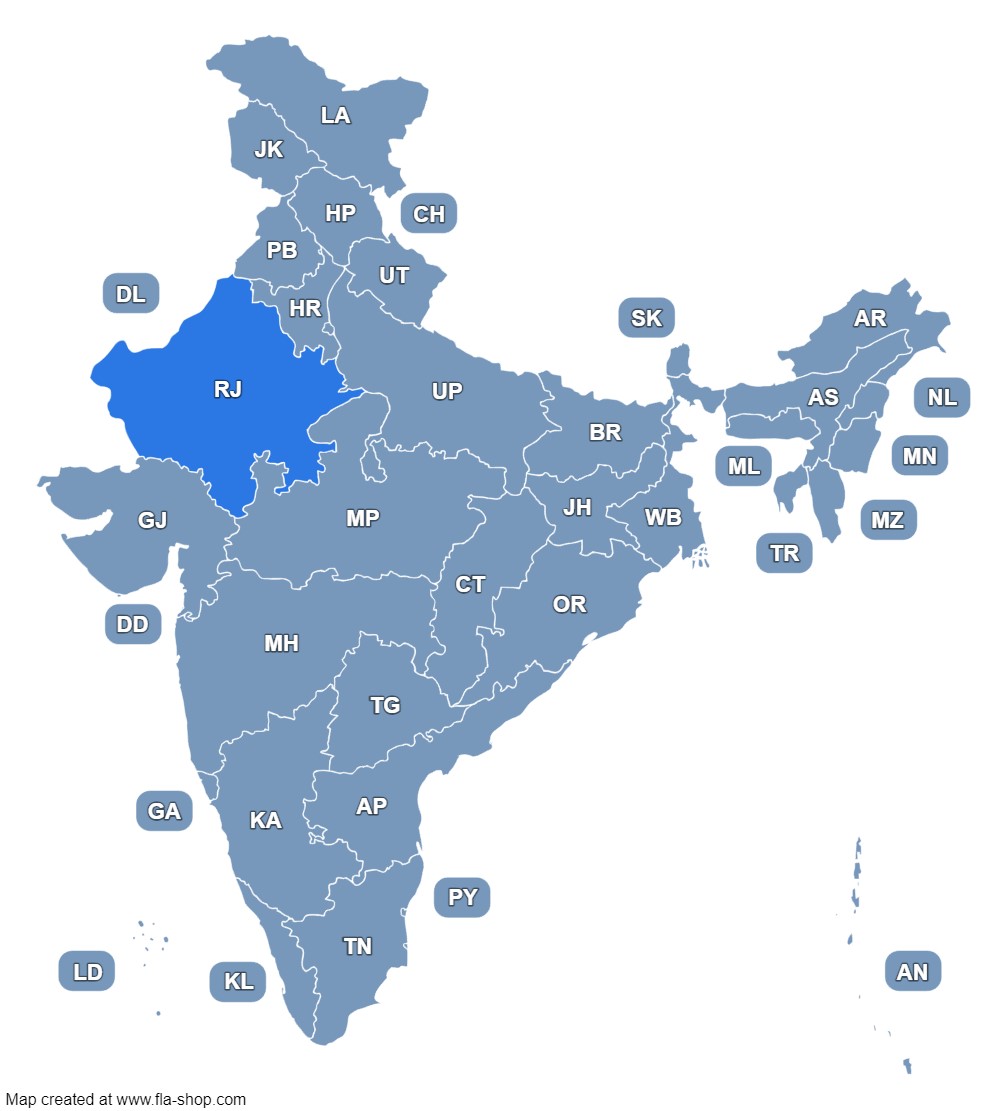 LA
JK
HP
CH
PB
UT
DL
HR
SK
AR
RJ
UP
AS
NL
BR
MN
ML
GJ
MP
JH
WB
MZ
TR
CT
OR
DD
MH
TG
GA
AP
KA
PY
TN
LD
KL
AN
Map created at www.fla-shop.com